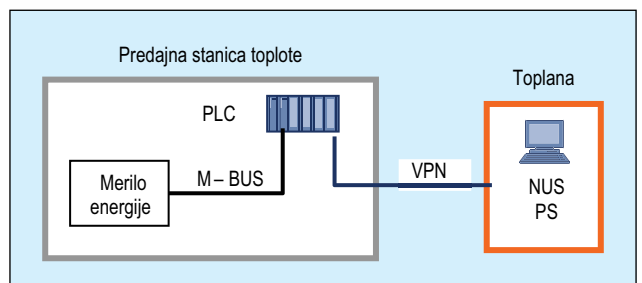 Predajna stanica toplote
Toplana
PLC
VPN
M – BUS
Merilo
energije
NUS
PS